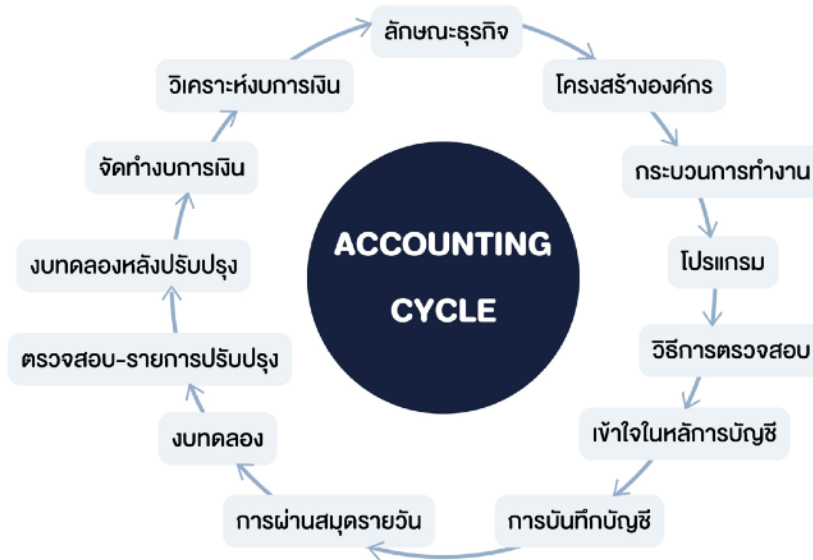 ลักษณะธุรกิจ
โครงสร้างองค์กร
กระบวนการทำงาน
โปรแกรม
วิธีการตรวจสอบ
เข้าใจในหลัการบัญชี
การบันทึกบัญชี
การผ่านสมุดรายวัน
งบทดลอง
ตรวจสอบ-รายการปรับปรุง
งบทดลองหลังปรับปรุง
จัดทำงบการเงิน
วิเคราะห์งบการเงิน
ACCOUNTING
CYCLE